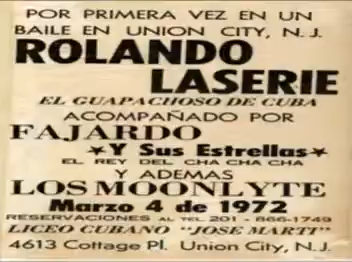 POR PRIMERA VEZ EN UN
BAILE EN UNION CITY, N.J.
ROLANDO
LASERIE
EL GUAPACHOSO DE CUBA
ACOMPAÑADO POR
FAJARDO
★Y Sus Estrellas★
EL REY DEL CHA CHA CHA
Y ADEMAS
LOS MOONLYTE
Marzo 4 de 1972
RESERVACIONES AL TEL. 201 - 866-1749
LICEO CUBANO "JOSE MARTI"
4613 Cottage Pl. Union City, N.J.